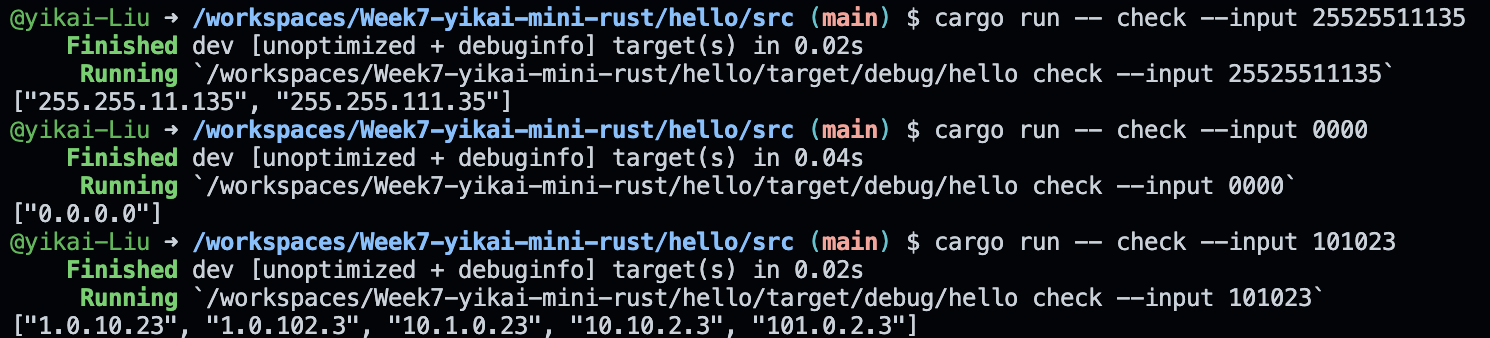 @yikai-Liu ➜ /workspaces/Week7-yikai-mini-rust/hello/src (main) $ cargo run -- check --input 25525511135
    Finished dev [unoptimized + debuginfo] target(s) in 0.02s
     Running `/workspaces/Week7-yikai-mini-rust/hello/target/debug/hello check --input 25525511135`
["255.255.11.135", "255.255.111.35"]
@yikai-Liu ➜ /workspaces/Week7-yikai-mini-rust/hello/src (main) $ cargo run -- check --input 0000
    Finished dev [unoptimized + debuginfo] target(s) in 0.04s
     Running `/workspaces/Week7-yikai-mini-rust/hello/target/debug/hello check --input 0000`
["0.0.0.0"]
@yikai-Liu ➜ /workspaces/Week7-yikai-mini-rust/hello/src (main) $ cargo run -- check --input 101023
    Finished dev [unoptimized + debuginfo] target(s) in 0.02s
     Running `/workspaces/Week7-yikai-mini-rust/hello/target/debug/hello check --input 101023`
["1.0.10.23", "1.0.102.3", "10.1.0.23", "10.10.2.3", "101.0.2.3"]